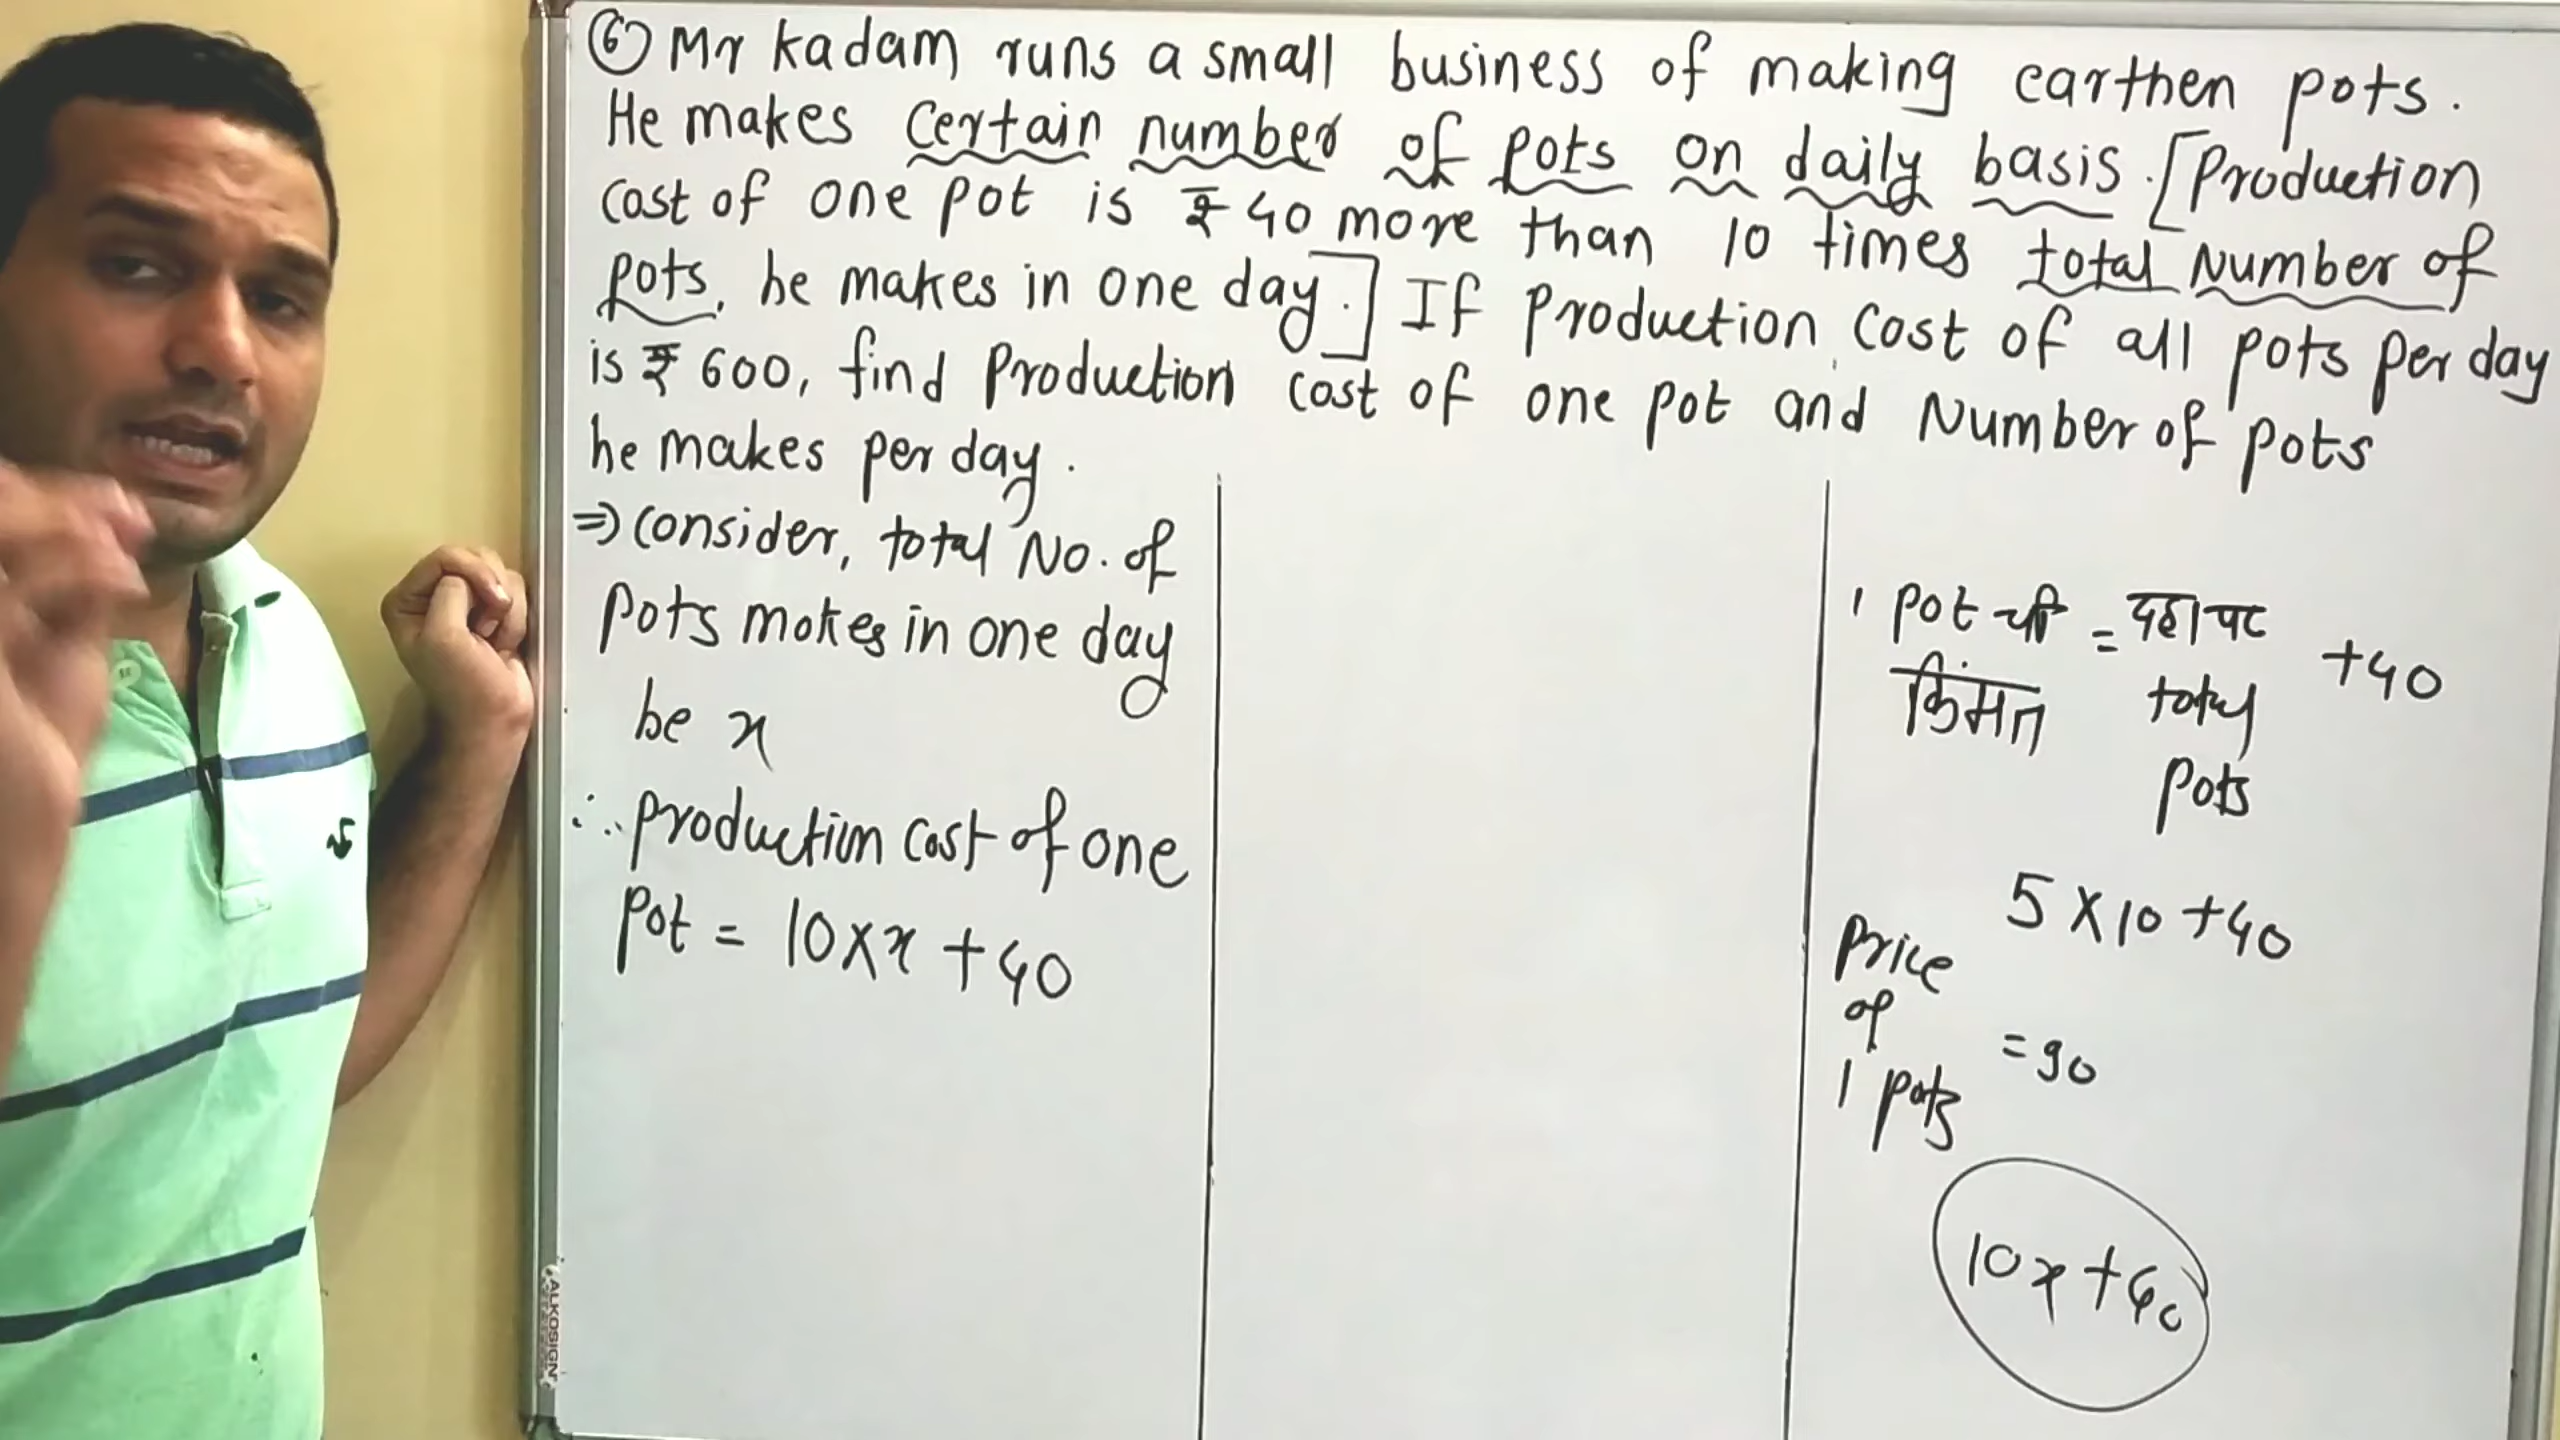 ⑥ Mr Kadam runs a small business of making earthen pots.
He makes certain number of pots on daily basis. [Production
cost of one pot is ₹ 40 more than 10 times total number of
pots, he makes in one day.] If production cost of all pots per day
is ₹ 600, find production cost of one pot and Number of pots
he makes per day.
⇒ consider, total No. of
pots makes in one day
be x
∴ production cost of one
pot = 10 × x + 40
1 pot ची = दहापट + 40
किंमत total
pots
5 × 10 + 40
price
of = 90
1 pots
10x + 40
ALKOSIGN